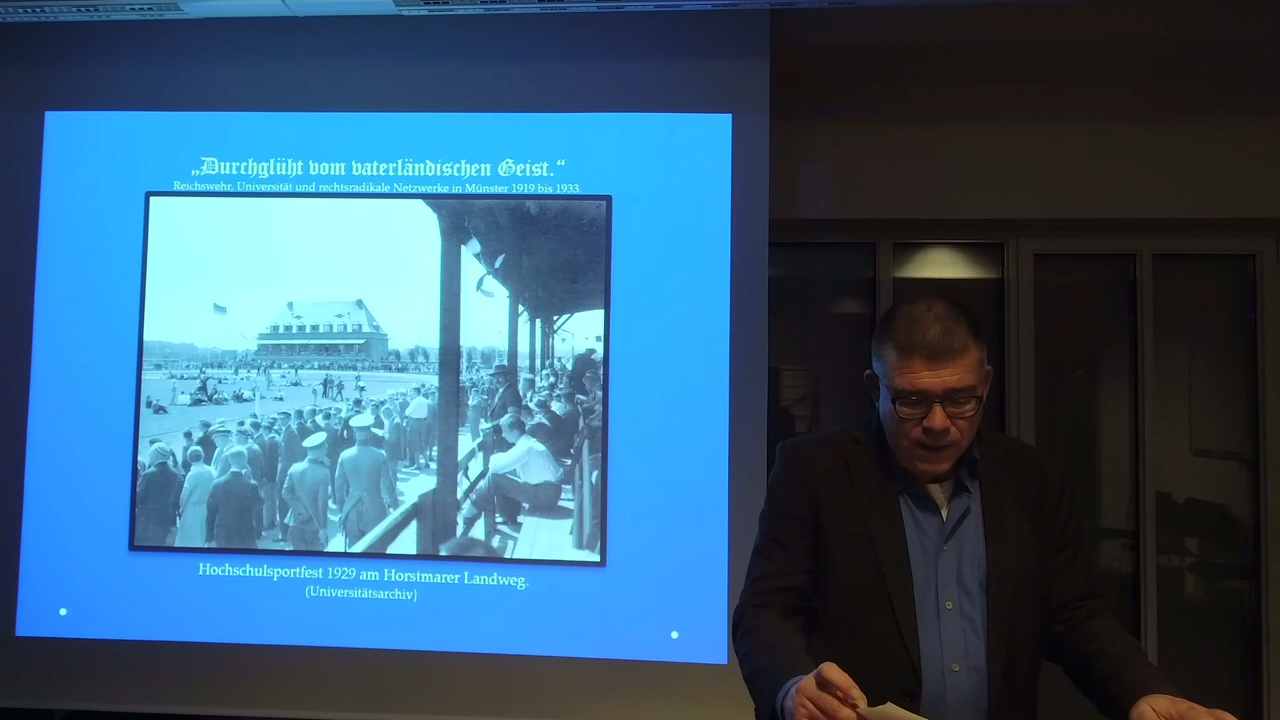 „Durchglüht vom vaterländischen Geist.“
Reichswehr, Universität und rechtsradikale Netzwerke in Münster 1919 bis 1933.
Hochschulsportfest 1929 am Horstmarer Landweg.
(Universitätsarchiv)